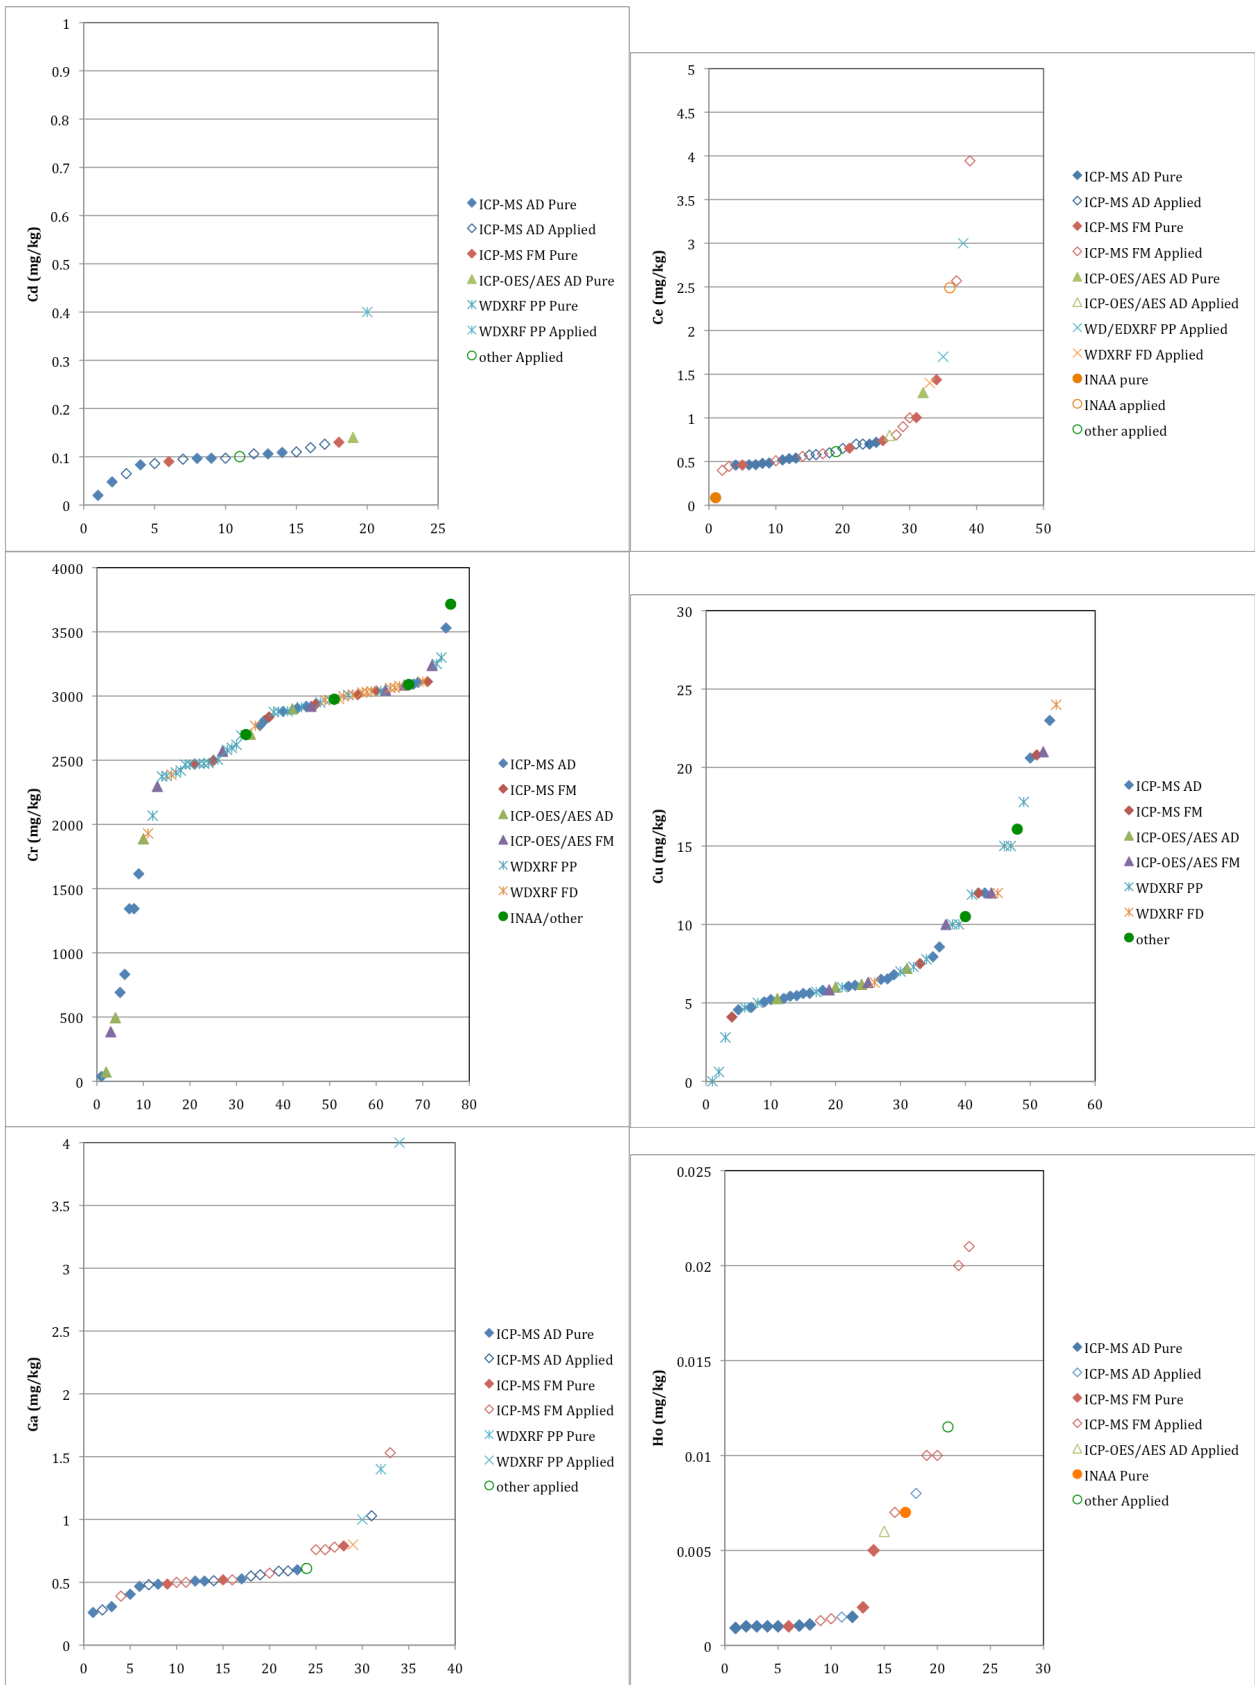 1
0.9
0.8
0.7
0.6
0.5
0.4
0.3
0.2
0.1
0
Cd (mg/kg)
0 5 10 15 20 25
ICP-MS AD Pure
ICP-MS AD Applied
ICP-MS FM Pure
ICP-OES/AES AD Pure
WDXRF PP Pure
WDXRF PP Applied
other Applied
5
4.5
4
3.5
3
2.5
2
1.5
1
0.5
0
Ce (mg/kg)
0 10 20 30 40 50
ICP-MS AD Pure
ICP-MS AD Applied
ICP-MS FM Pure
ICP-MS FM Applied
ICP-OES/AES AD Pure
ICP-OES/AES AD Applied
WD/EDXRF PP Applied
WDXRF FD Applied
INAA pure
INAA applied
other applied
4000
3500
3000
2500
2000
1500
1000
500
0
Cr (mg/kg)
0 10 20 30 40 50 60 70 80
ICP-MS AD
ICP-MS FM
ICP-OES/AES AD
ICP-OES/AES FM
WDXRF PP
WDXRF FD
INAA/other
30
25
20
15
10
5
0
Cu (mg/kg)
0 10 20 30 40 50 60
ICP-MS AD
ICP-MS FM
ICP-OES/AES AD
ICP-OES/AES FM
WDXRF PP
WDXRF FD
other
4
3.5
3
2.5
2
1.5
1
0.5
0
Ga (mg/kg)
0 5 10 15 20 25 30 35 40
ICP-MS AD Pure
ICP-MS AD Applied
ICP-MS FM Pure
ICP-MS FM Applied
WDXRF PP Pure
WDXRF PP Applied
other applied
0.025
0.02
0.015
0.01
0.005
0
Ho (mg/kg)
0 5 10 15 20 25 30
ICP-MS AD Pure
ICP-MS AD Applied
ICP-MS FM Pure
ICP-MS FM Applied
ICP-OES/AES AD Applied
INAA Pure
other Applied